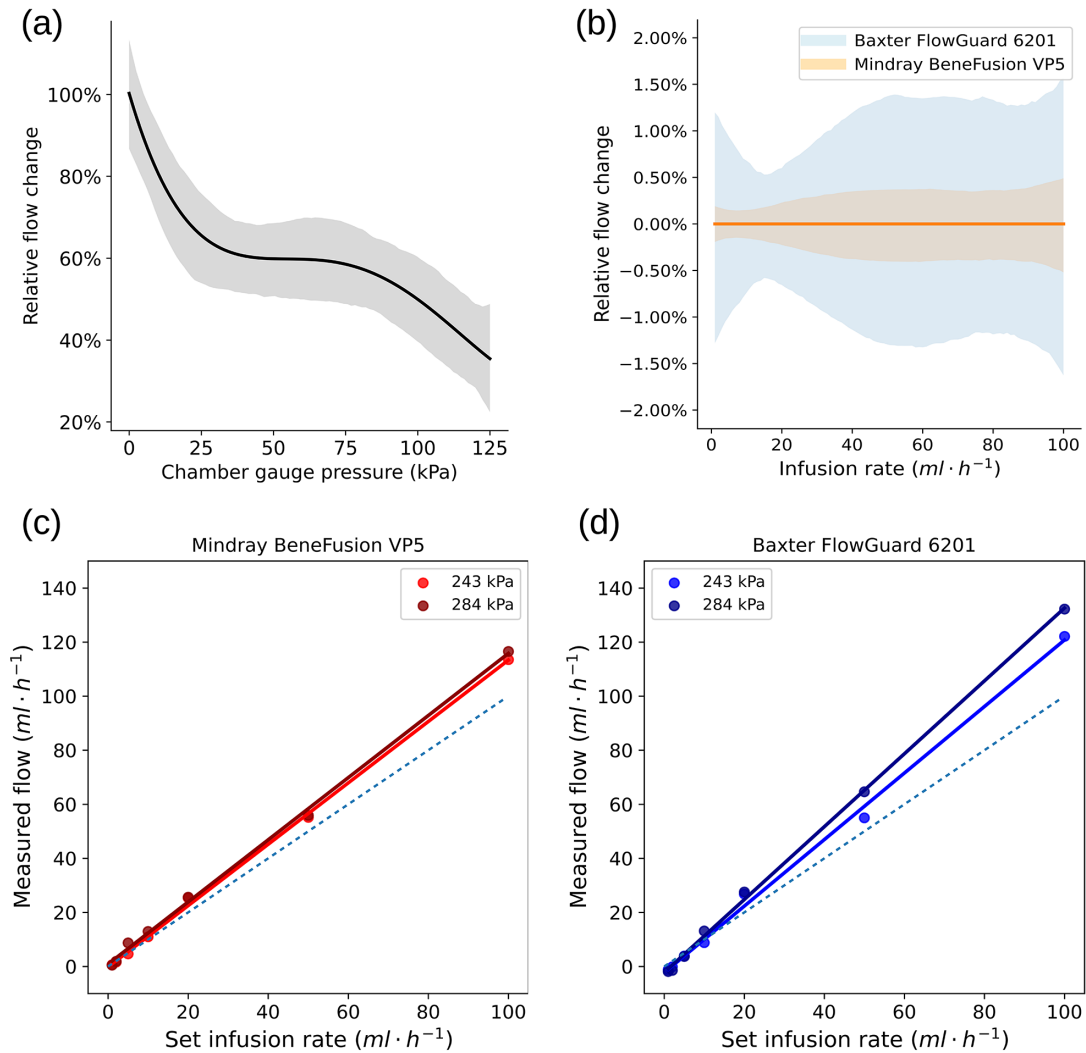 (a)
Relative flow change
100%
80%
60%
40%
20%
0 25 50 75 100 125
Chamber gauge pressure (kPa)
(b)
Relative flow change
2.00%
1.50%
1.00%
0.50%
0.00%
−0.50%
−1.00%
−1.50%
−2.00%
Baxter FlowGuard 6201
Mindray BeneFusion VP5
0 20 40 60 80 100
Infusion rate (ml · h⁻¹)
(c)
Mindray BeneFusion VP5
Measured flow (ml · h⁻¹)
140
120
100
80
60
40
20
0
243 kPa
284 kPa
0 20 40 60 80 100
Set infusion rate (ml · h⁻¹)
(d)
Baxter FlowGuard 6201
Measured flow (ml · h⁻¹)
140
120
100
80
60
40
20
0
243 kPa
284 kPa
0 20 40 60 80 100
Set infusion rate (ml · h⁻¹)